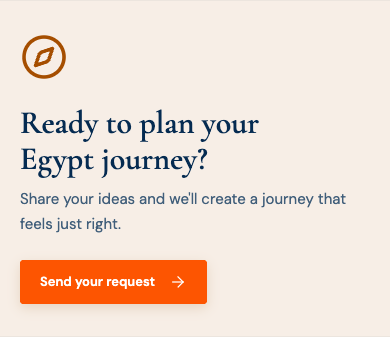 Ready to plan your
Egypt journey?
Share your ideas and we'll create a journey that
feels just right.
Send your request